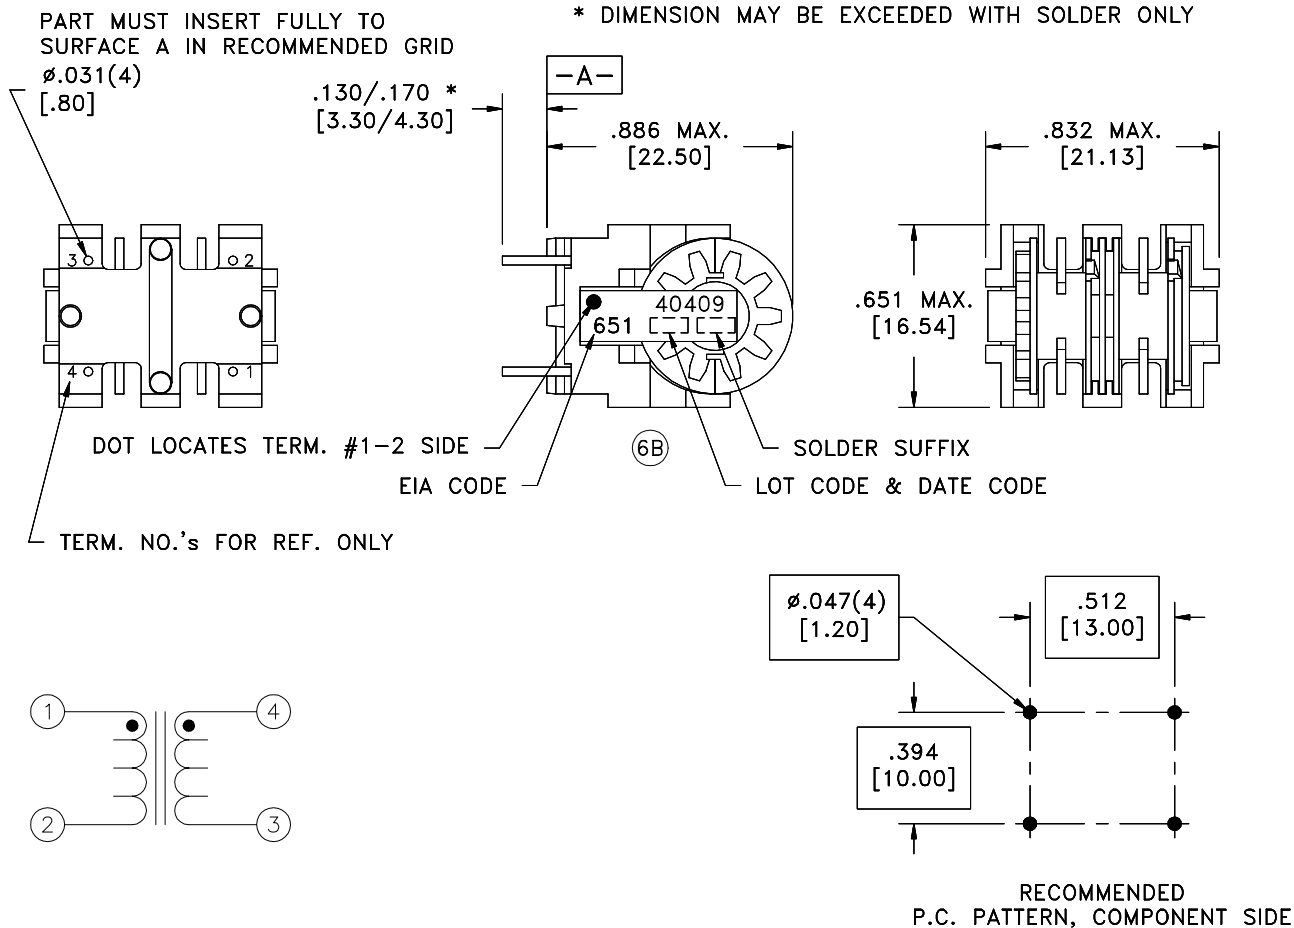 PART MUST INSERT FULLY TO
SURFACE A IN RECOMMENDED GRID
ø.031(4)
[.80]
* DIMENSION MAY BE EXCEEDED WITH SOLDER ONLY
.130/.170 *
[3.30/4.30]
-A-
.886 MAX.
[22.50]
.832 MAX.
[21.13]
3
2
4
1
40409
651
.651 MAX.
[16.54]
DOT LOCATES TERM. #1-2 SIDE
6B
SOLDER SUFFIX
EIA CODE
LOT CODE & DATE CODE
TERM. NO.'s FOR REF. ONLY
ø.047(4)
[1.20]
.512
[13.00]
1
4
2
3
.394
[10.00]
RECOMMENDED
P.C. PATTERN, COMPONENT SIDE